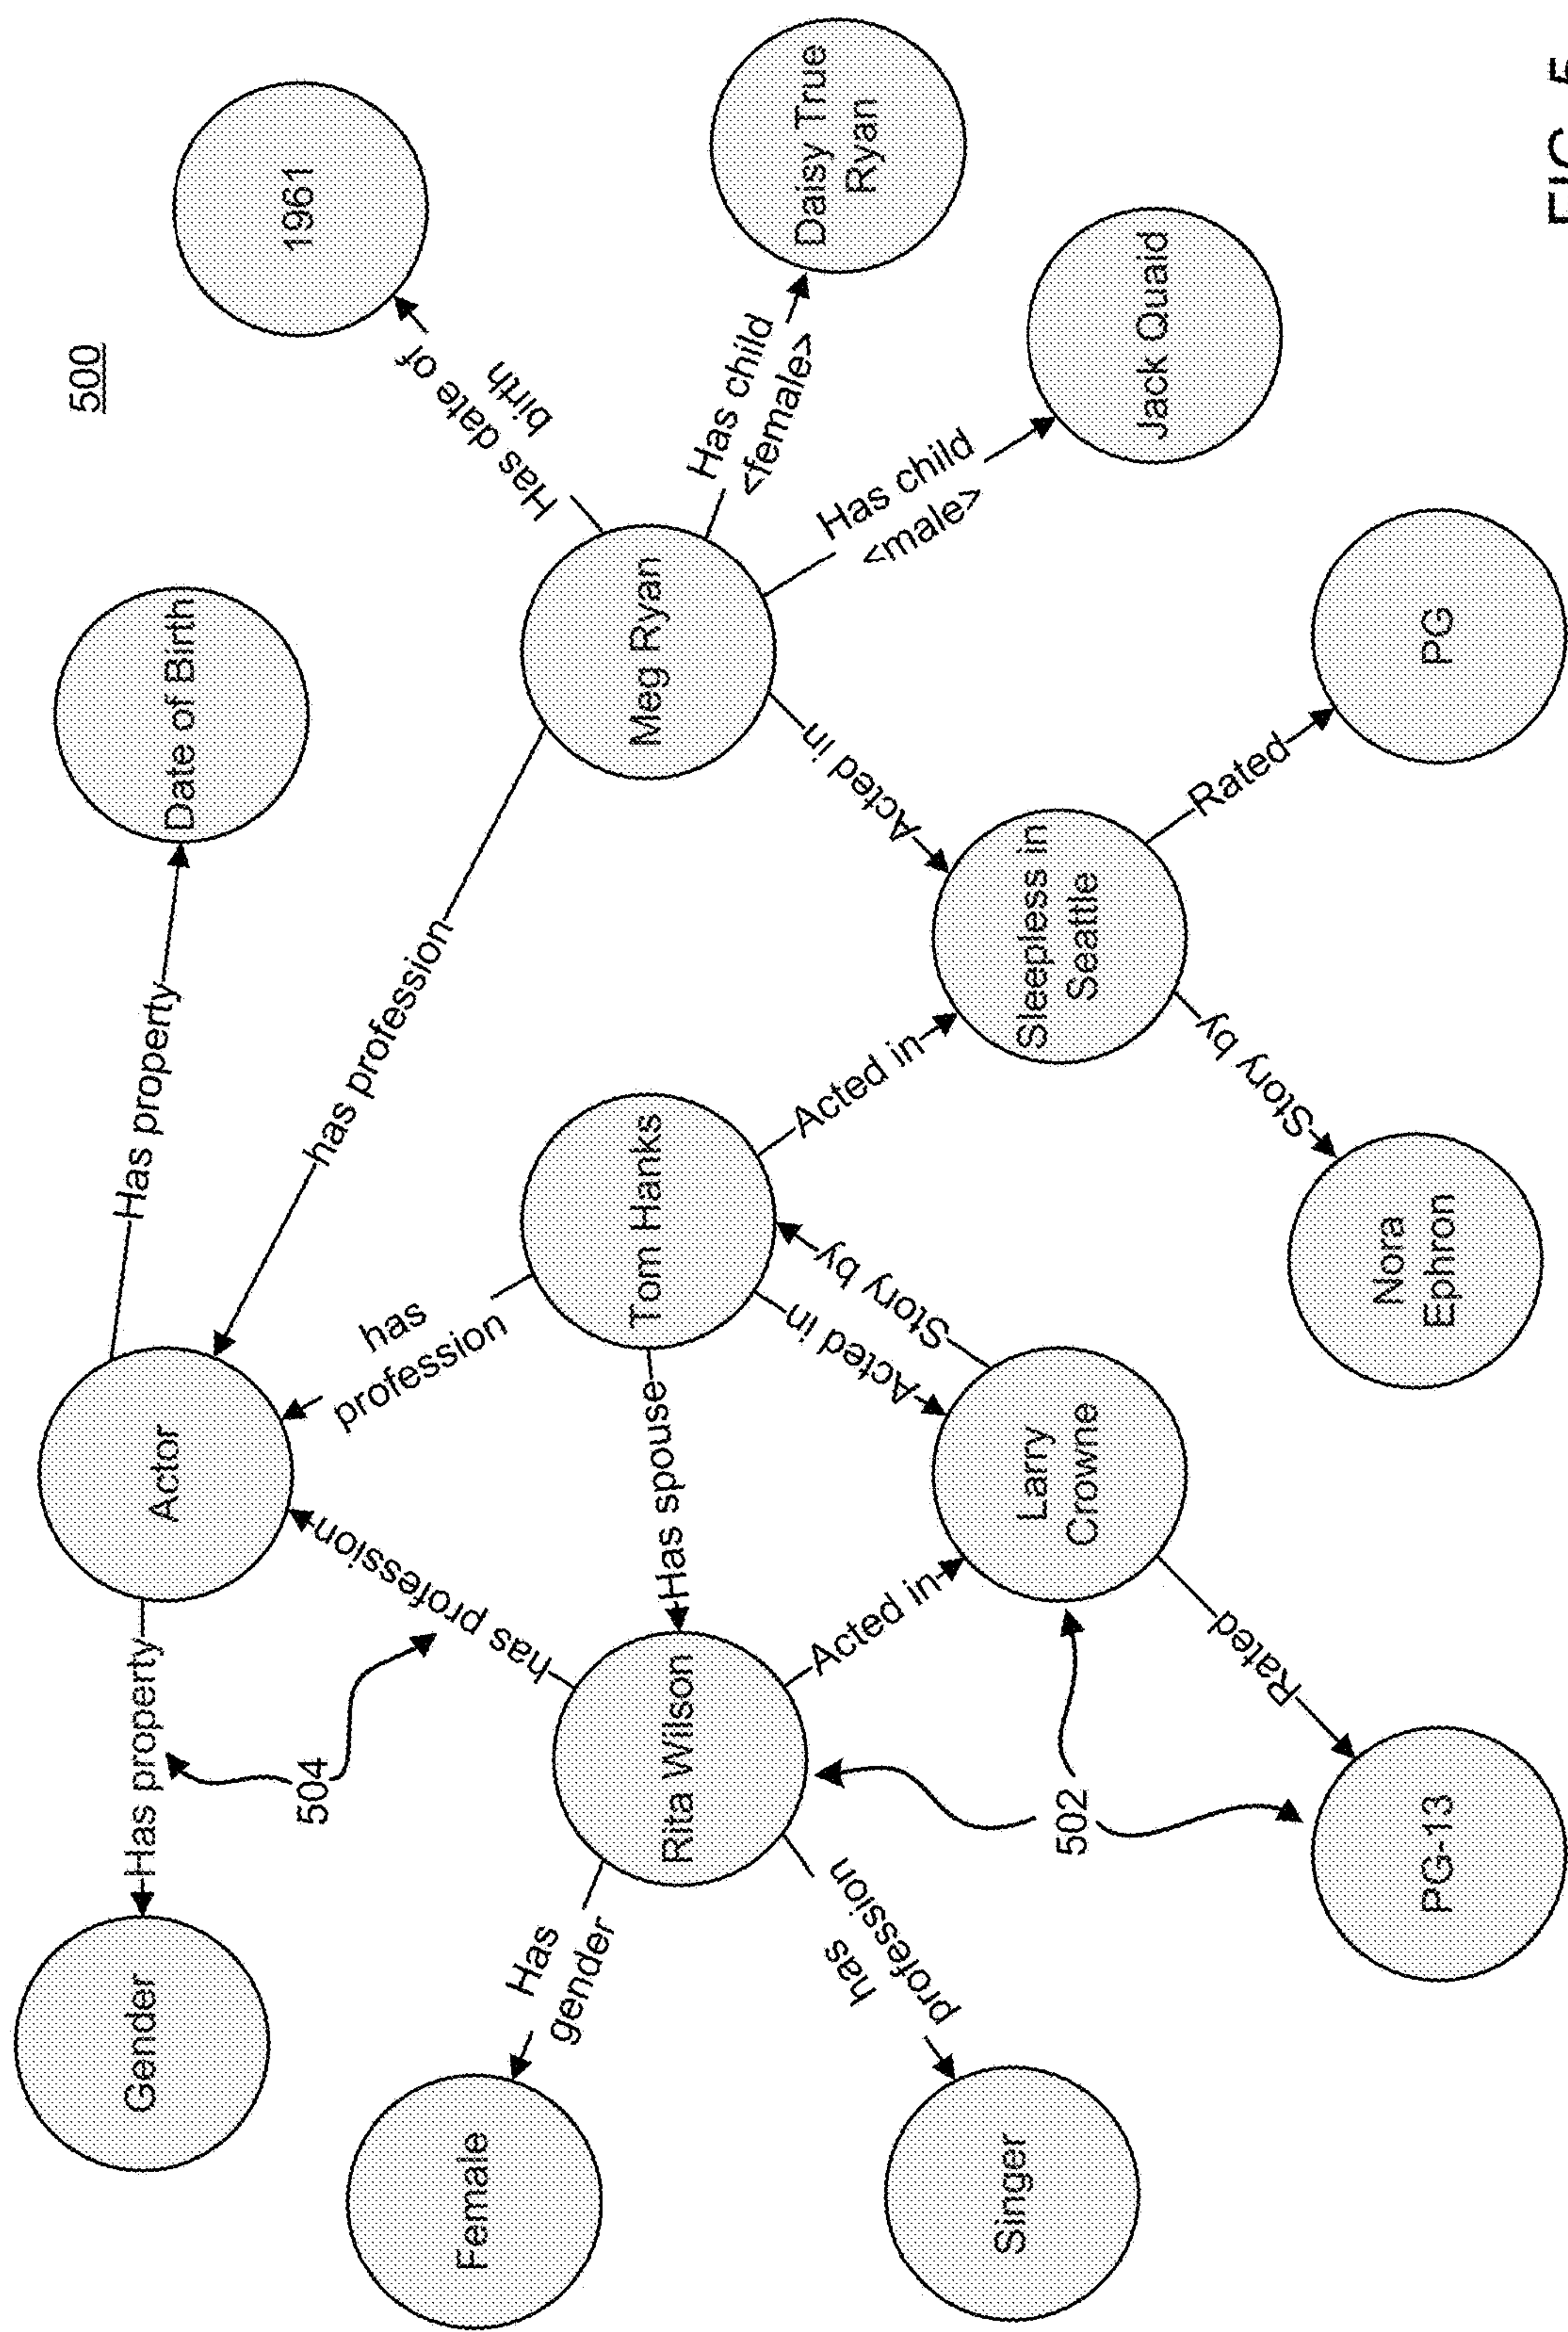 500
Gender
Has property
Actor
Has property
Date of Birth
1961
504
has profession
has
profession
has profession
Has date of
birth
Female
Has
gender
Rita Wilson
Has spouse
Tom Hanks
Meg Ryan
Has child
<female>
Daisy True
Ryan
has
profession
Acted in
Acted in
Story by
Acted in
Acted in
Has child
<male>
Singer
502
Larry
Crowne
Sleepless in
Seattle
Jack Quaid
Rated
Story by
Rated
PG-13
Nora
Ephron
PG
FIG. 5